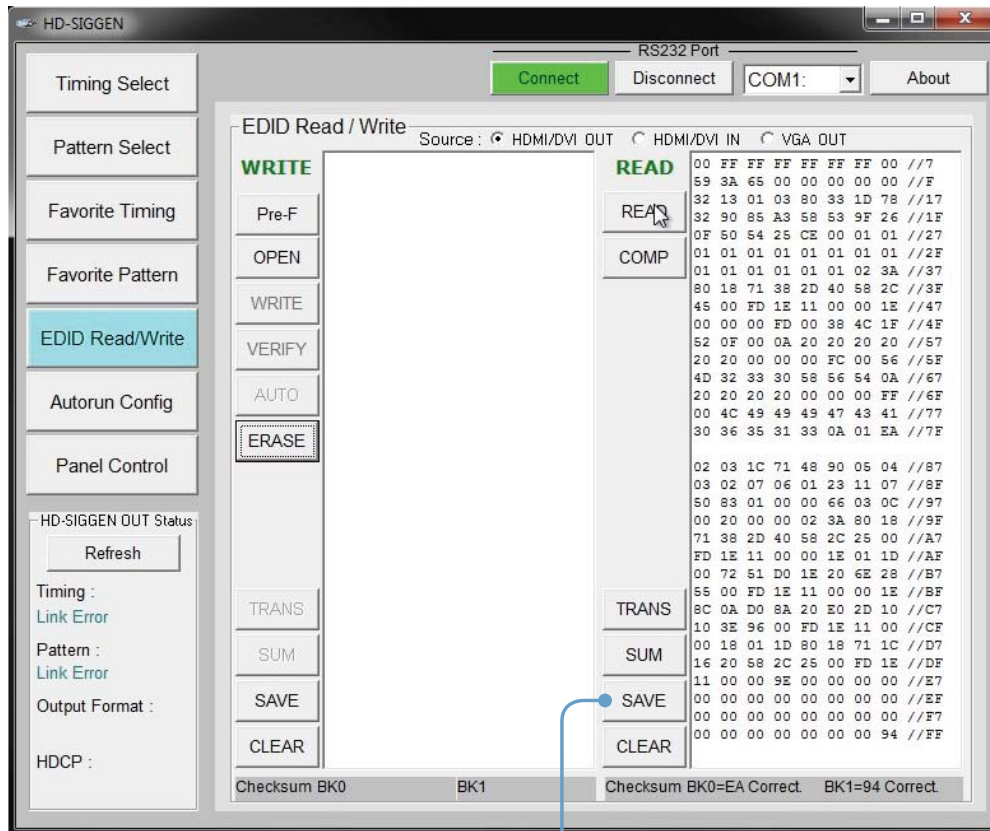 HD-SIGGEN
RS232 Port
Connect
Disconnect
COM1:
About
Timing Select
Pattern Select
Favorite Timing
Favorite Pattern
EDID Read/Write
Autorun Config
Panel Control
HD-SIGGEN OUT Status
Refresh
Timing :
Link Error
Pattern :
Link Error
Output Format :
HDCP :
EDID Read / Write
Source : HDMI/DVI OUT HDMI/DVI IN VGA OUT
WRITE
Pre-F
OPEN
WRITE
VERIFY
AUTO
ERASE
TRANS
SUM
SAVE
CLEAR
READ
READ
COMP
TRANS
SUM
SAVE
CLEAR
00 FF FF FF FF FF FF 00 //7
59 3A 65 00 00 00 00 00 //F
32 13 01 03 80 33 1D 78 //17
32 90 85 A3 58 53 9F 26 //1F
0F 50 54 25 CE 00 01 01 //27
01 01 01 01 01 01 01 01 //2F
01 01 01 01 01 01 02 3A //37
80 18 71 38 2D 40 58 2C //3F
45 00 FD 1E 11 00 00 1E //47
00 00 00 FD 00 38 4C 1F //4F
52 0F 00 0A 20 20 20 20 //57
20 20 00 00 00 FC 00 56 //5F
4D 32 33 30 58 56 54 0A //67
20 20 20 20 00 00 00 FF //6F
00 4C 49 49 49 47 43 41 //77
30 36 35 31 33 0A 01 EA //7F
02 03 1C 71 48 90 05 04 //87
03 02 07 06 01 23 11 07 //8F
50 83 01 00 00 66 03 0C //97
00 20 00 00 02 3A 80 18 //9F
71 38 2D 40 58 2C 25 00 //A7
FD 1E 11 00 00 1E 01 1D //AF
00 72 51 D0 1E 20 6E 28 //B7
55 00 FD 1E 11 00 00 1E //BF
8C 0A D0 8A 20 E0 2D 10 //C7
10 3E 96 00 FD 1E 11 00 //CF
00 18 01 1D 80 18 71 1C //D7
16 20 58 2C 25 00 FD 1E //DF
11 00 00 9E 00 00 00 00 //E7
00 00 00 00 00 00 00 00 //EF
00 00 00 00 00 00 00 00 //F7
00 00 00 00 00 00 00 94 //FF
Checksum BK0 BK1
Checksum BK0=EA Correct. BK1=94 Correct.